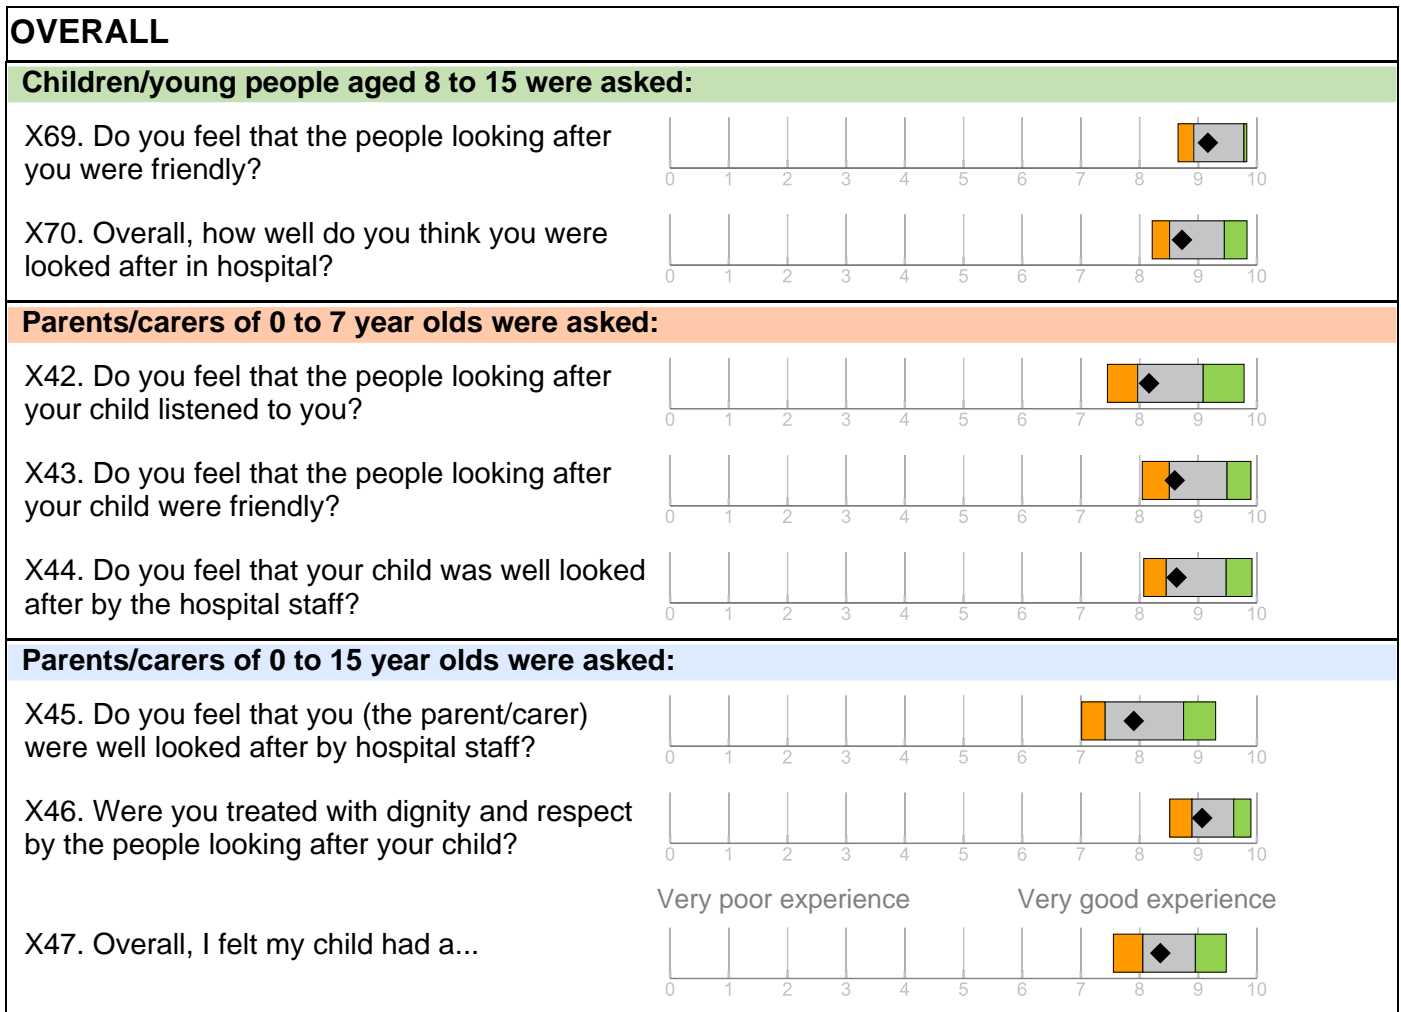 OVERALL
Children/young people aged 8 to 15 were asked:
X69. Do you feel that the people looking after
you were friendly?
0 1 2 3 4 5 6 7 8 9 10
X70. Overall, how well do you think you were
looked after in hospital?
0 1 2 3 4 5 6 7 8 9 10
Parents/carers of 0 to 7 year olds were asked:
X42. Do you feel that the people looking after
your child listened to you?
0 1 2 3 4 5 6 7 8 9 10
X43. Do you feel that the people looking after
your child were friendly?
0 1 2 3 4 5 6 7 8 9 10
X44. Do you feel that your child was well looked
after by the hospital staff?
0 1 2 3 4 5 6 7 8 9 10
Parents/carers of 0 to 15 year olds were asked:
X45. Do you feel that you (the parent/carer)
were well looked after by hospital staff?
0 1 2 3 4 5 6 7 8 9 10
X46. Were you treated with dignity and respect
by the people looking after your child?
0 1 2 3 4 5 6 7 8 9 10
Very poor experience Very good experience
X47. Overall, I felt my child had a...
0 1 2 3 4 5 6 7 8 9 10